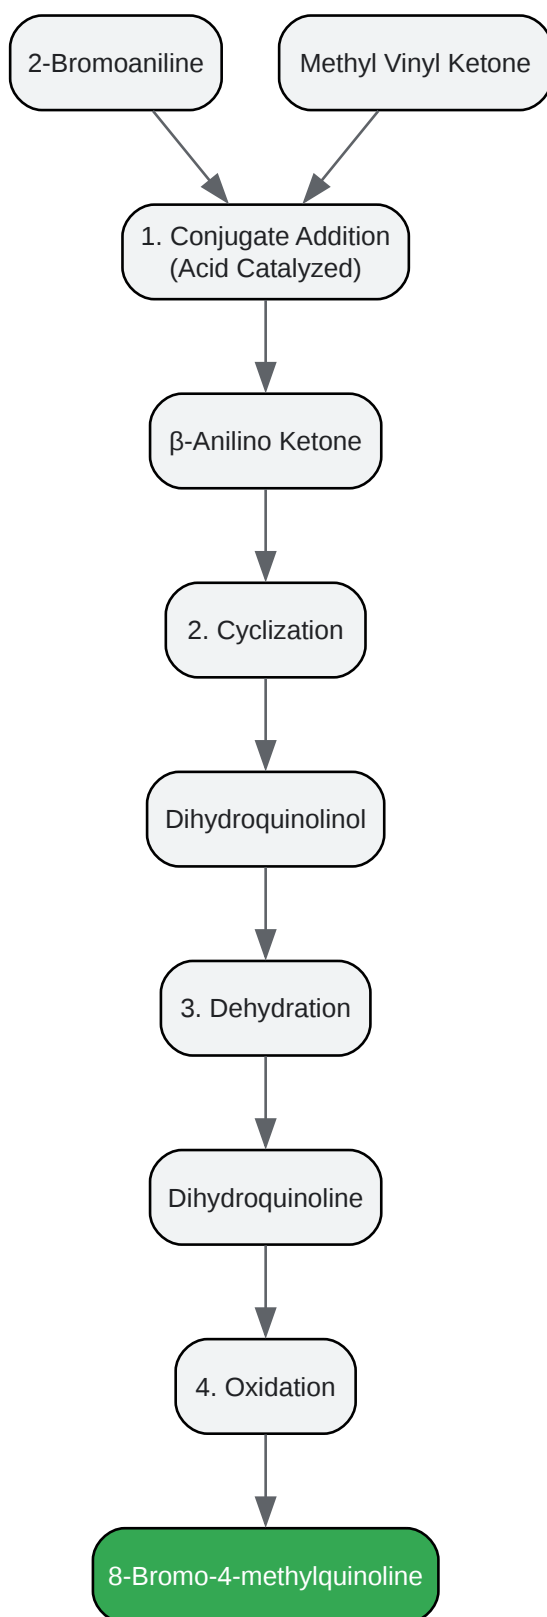 2-Bromoaniline
Methyl Vinyl Ketone
1. Conjugate Addition
(Acid Catalyzed)
β-Anilino Ketone
2. Cyclization
Dihydroquinolinol
3. Dehydration
Dihydroquinoline
4. Oxidation
8-Bromo-4-methylquinoline